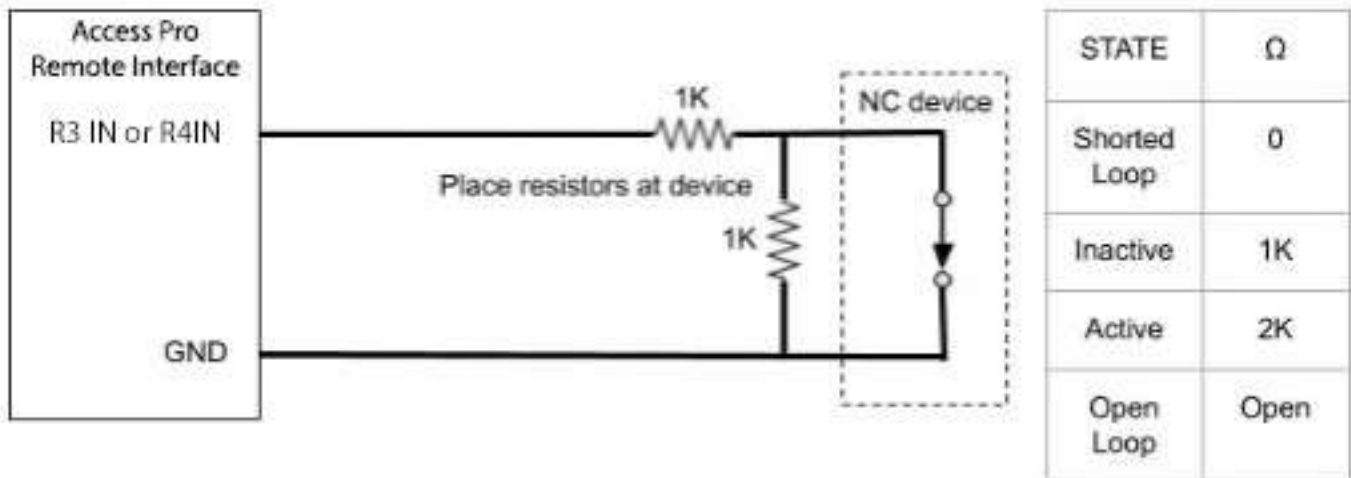 Access Pro
Remote Interface
R3 IN or R4IN
GND
1K
Place resistors at device
1K
NC device
STATE Ω
Shorted Loop 0
Inactive 1K
Active 2K
Open Loop Open